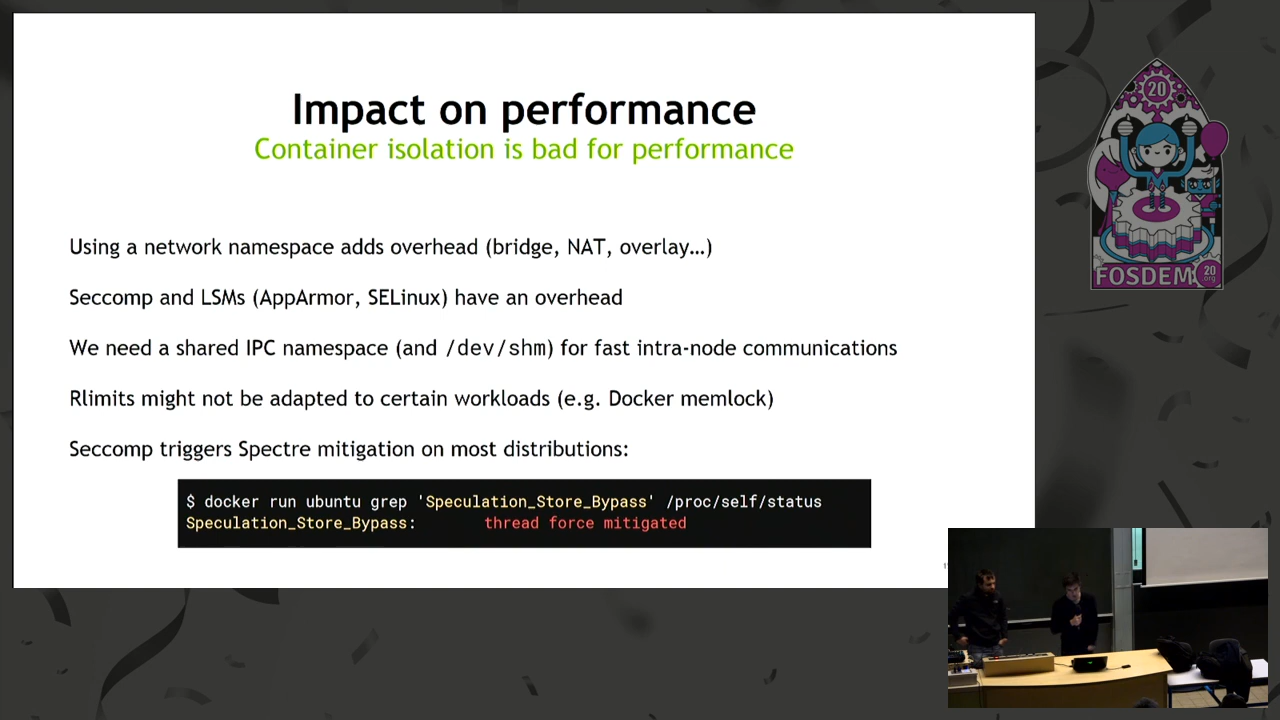 Impact on performance
Container isolation is bad for performance
Using a network namespace adds overhead (bridge, NAT, overlay…)
Seccomp and LSMs (AppArmor, SELinux) have an overhead
We need a shared IPC namespace (and /dev/shm) for fast intra-node communications
Rlimits might not be adapted to certain workloads (e.g. Docker memlock)
Seccomp triggers Spectre mitigation on most distributions:
$ docker run ubuntu grep 'Speculation_Store_Bypass' /proc/self/status
Speculation_Store_Bypass: thread force mitigated
20
FOSDEM
20
.org